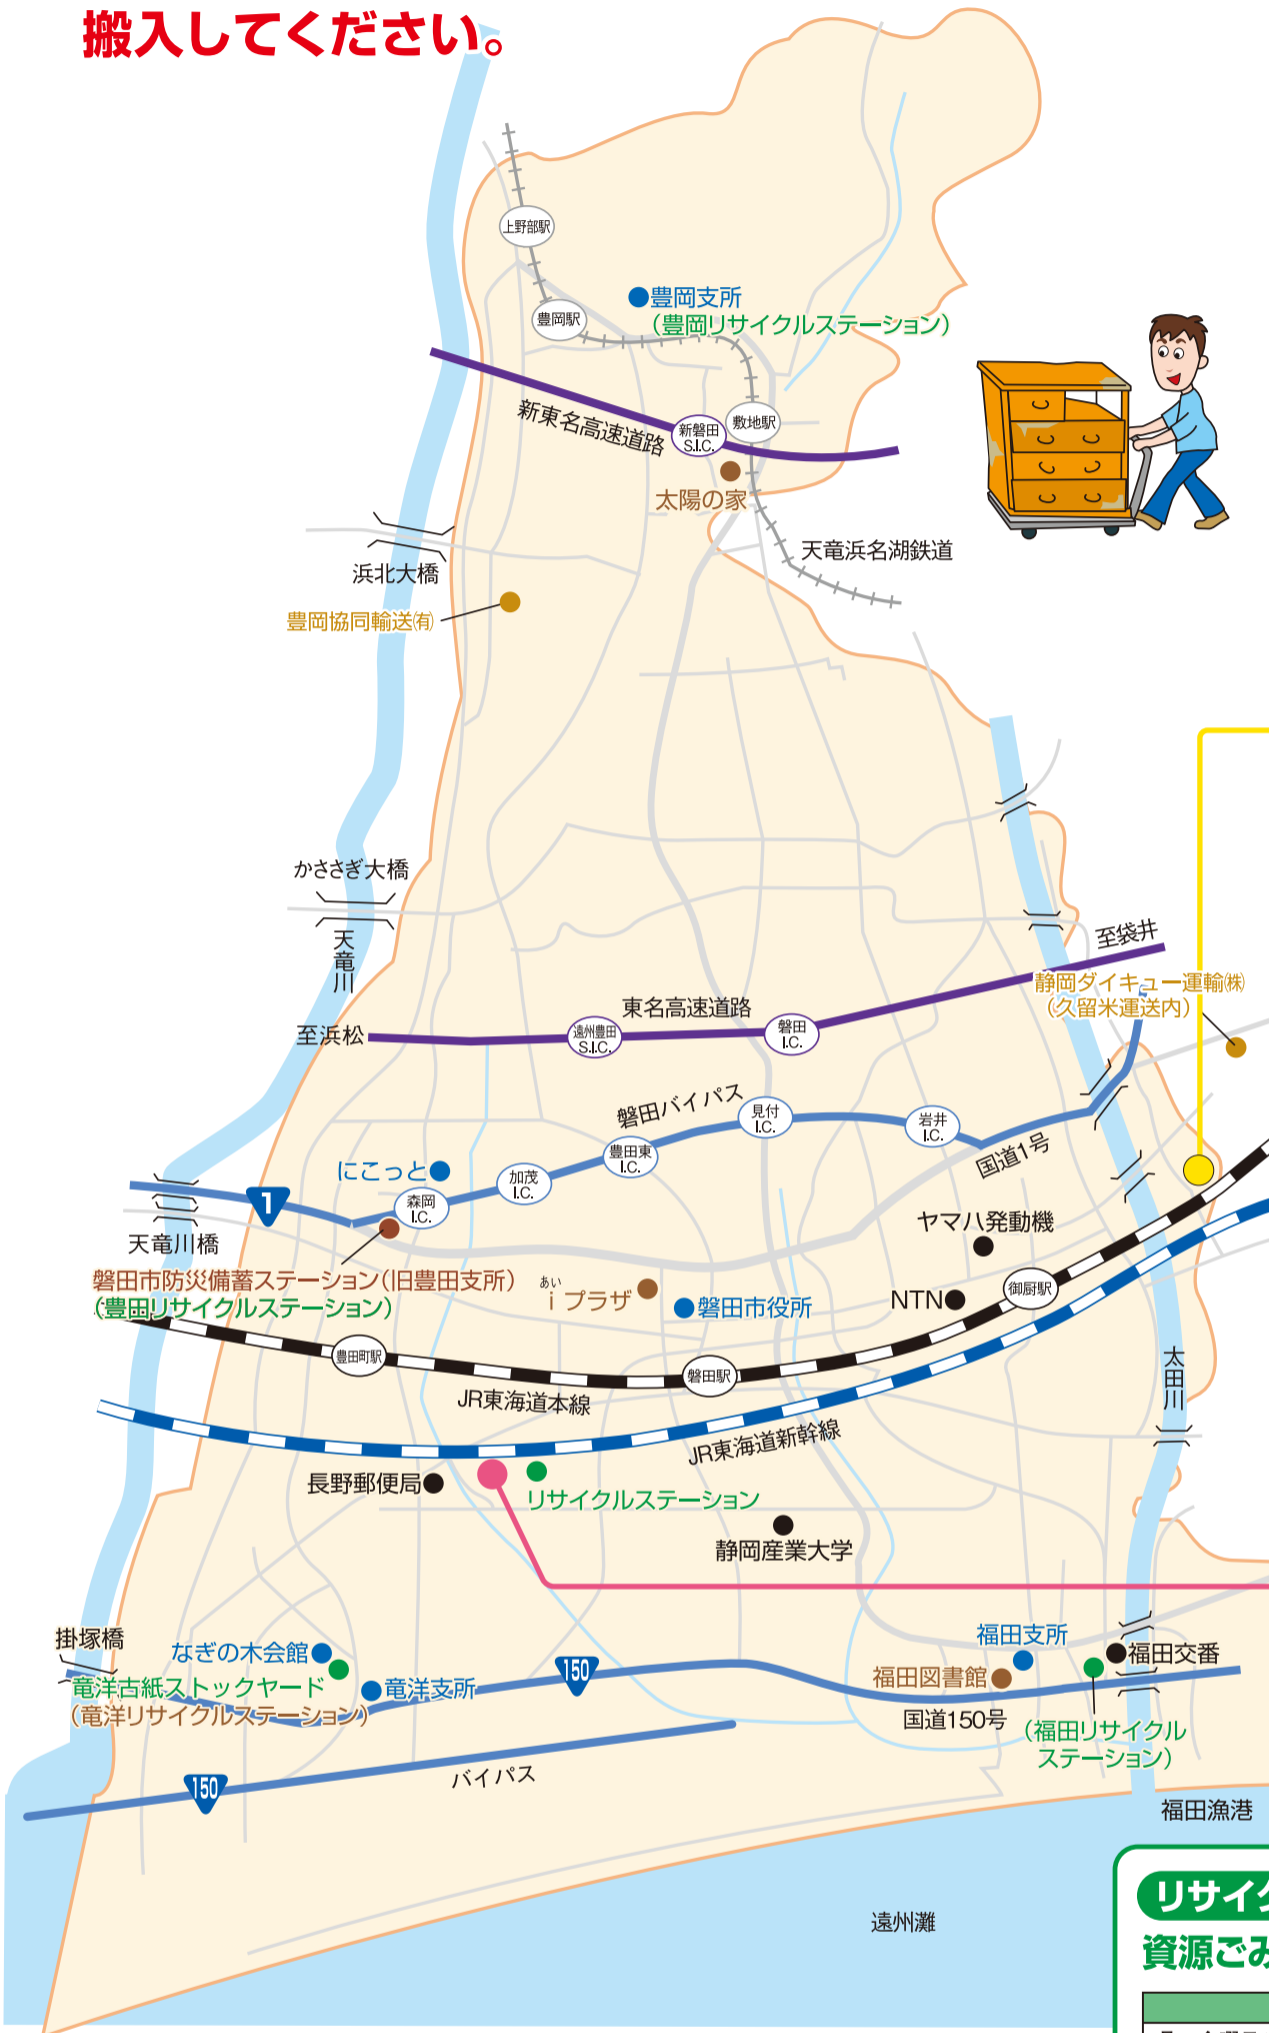 搬入してください。
上野部駅
豊岡駅
豊岡支所
（豊岡リサイクルステーション）
新東名高速道路
新磐田
S.I.C.
敷地駅
太陽の家
天竜浜名湖鉄道
浜北大橋
豊岡協同輸送㈲
かささぎ大橋
天竜川
至袋井
静岡ダイキュー運輸㈱
（久留米運送内）
東名高速道路
至浜松
遠州豊田
S.I.C.
磐田
I.C.
磐田バイパス
見付
I.C.
岩井
I.C.
豊田東
I.C.
国道1号
にこっと
加茂
I.C.
森岡
I.C.
1
天竜川橋
ヤマハ発動機
磐田市防災備蓄ステーション（旧豊田支所）
（豊田リサイクルステーション）
あい
iプラザ
磐田市役所
NTN
御厨駅
豊田町駅
磐田駅
太田川
JR東海道本線
JR東海道新幹線
長野郵便局
リサイクルステーション
静岡産業大学
掛塚橋
なぎの木会館
竜洋古紙ストックヤード
（竜洋リサイクルステーション）
竜洋支所
150
福田支所
福田交番
福田図書館
国道150号
（福田リサイクル
ステーション）
バイパス
150
福田漁港
遠州灘
リサイク
資源ごみ